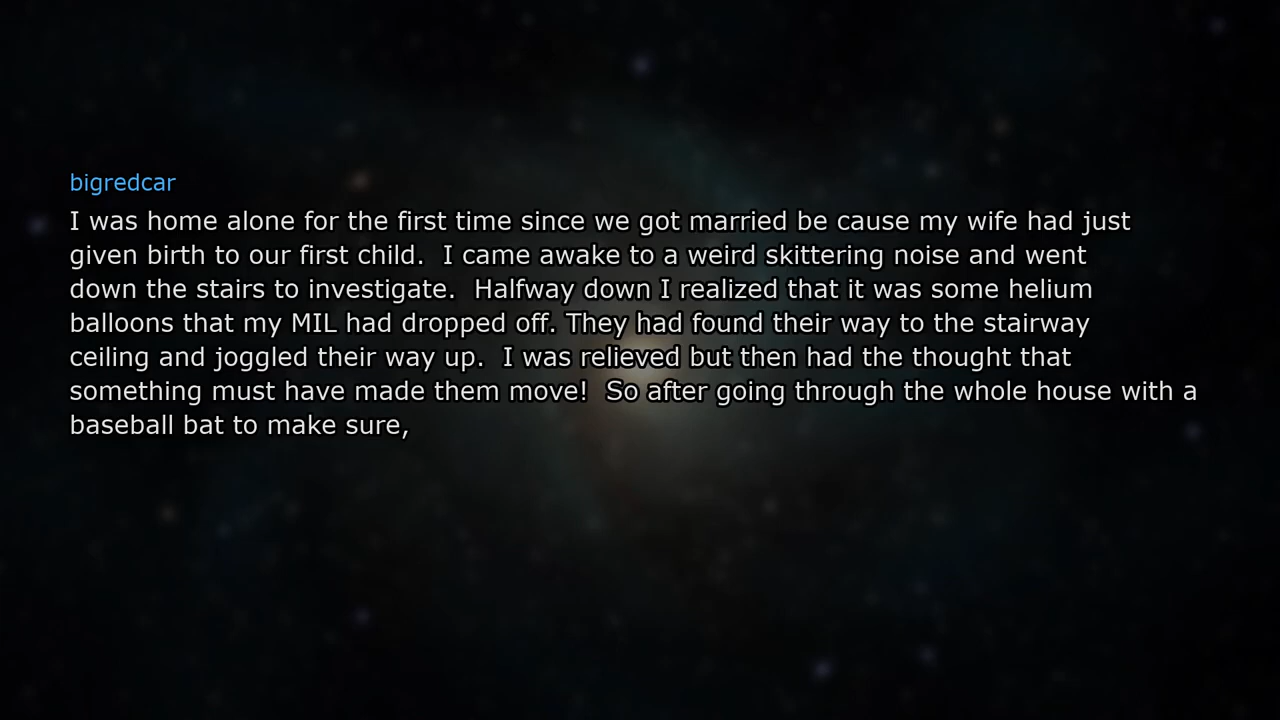 bigredcar
I was home alone for the first time since we got married be cause my wife had just
given birth to our first child.  I came awake to a weird skittering noise and went
down the stairs to investigate.  Halfway down I realized that it was some helium
balloons that my MIL had dropped off. They had found their way to the stairway
ceiling and joggled their way up.  I was relieved but then had the thought that
something must have made them move!  So after going through the whole house with a
baseball bat to make sure,